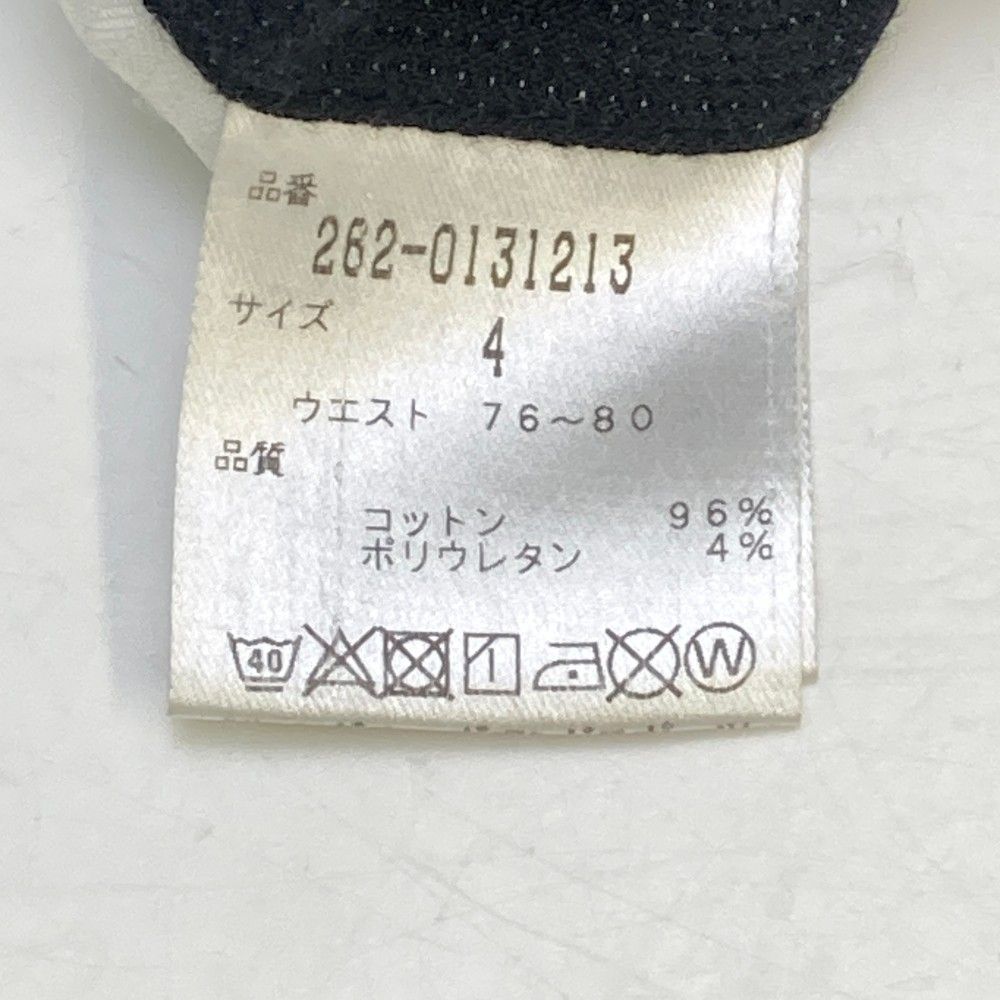 品番
262-0131213
サイズ
4
ウエスト 76～80
品質
コットン 96%
ポリウレタン 4%
40
W